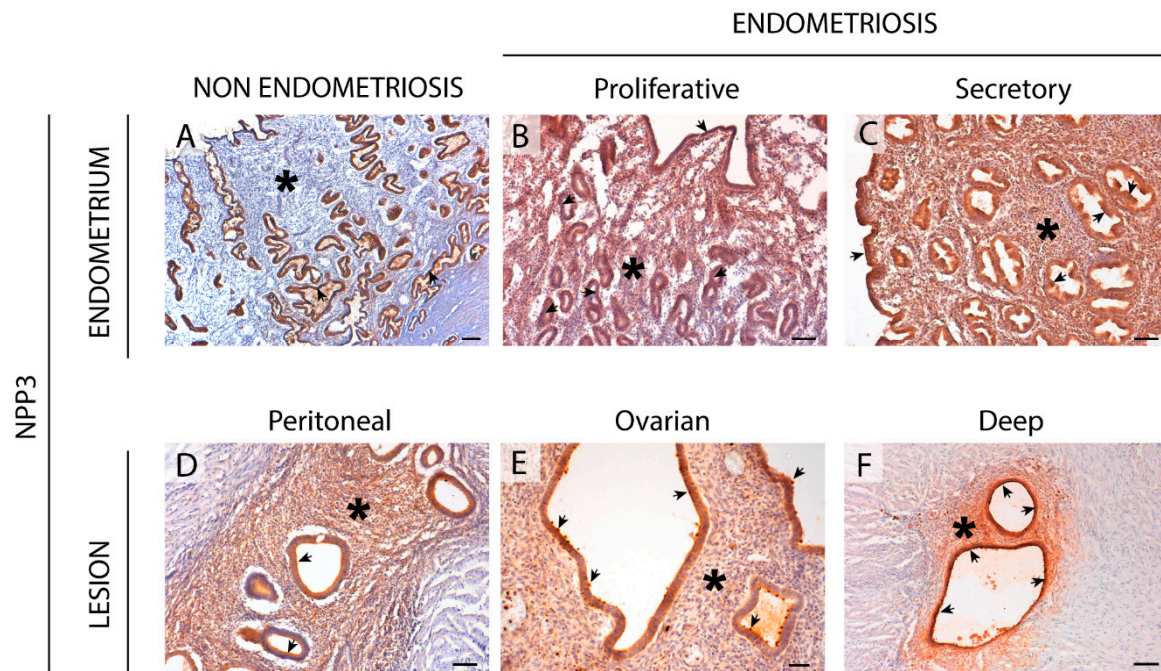 ENDOMETRIOSIS
NON ENDOMETRIOSIS
Proliferative
Secretory
NPP3
ENDOMETRIUM
A
*
B
*
C
*
Peritoneal
Ovarian
Deep
LESION
D
*
E
*
F
*